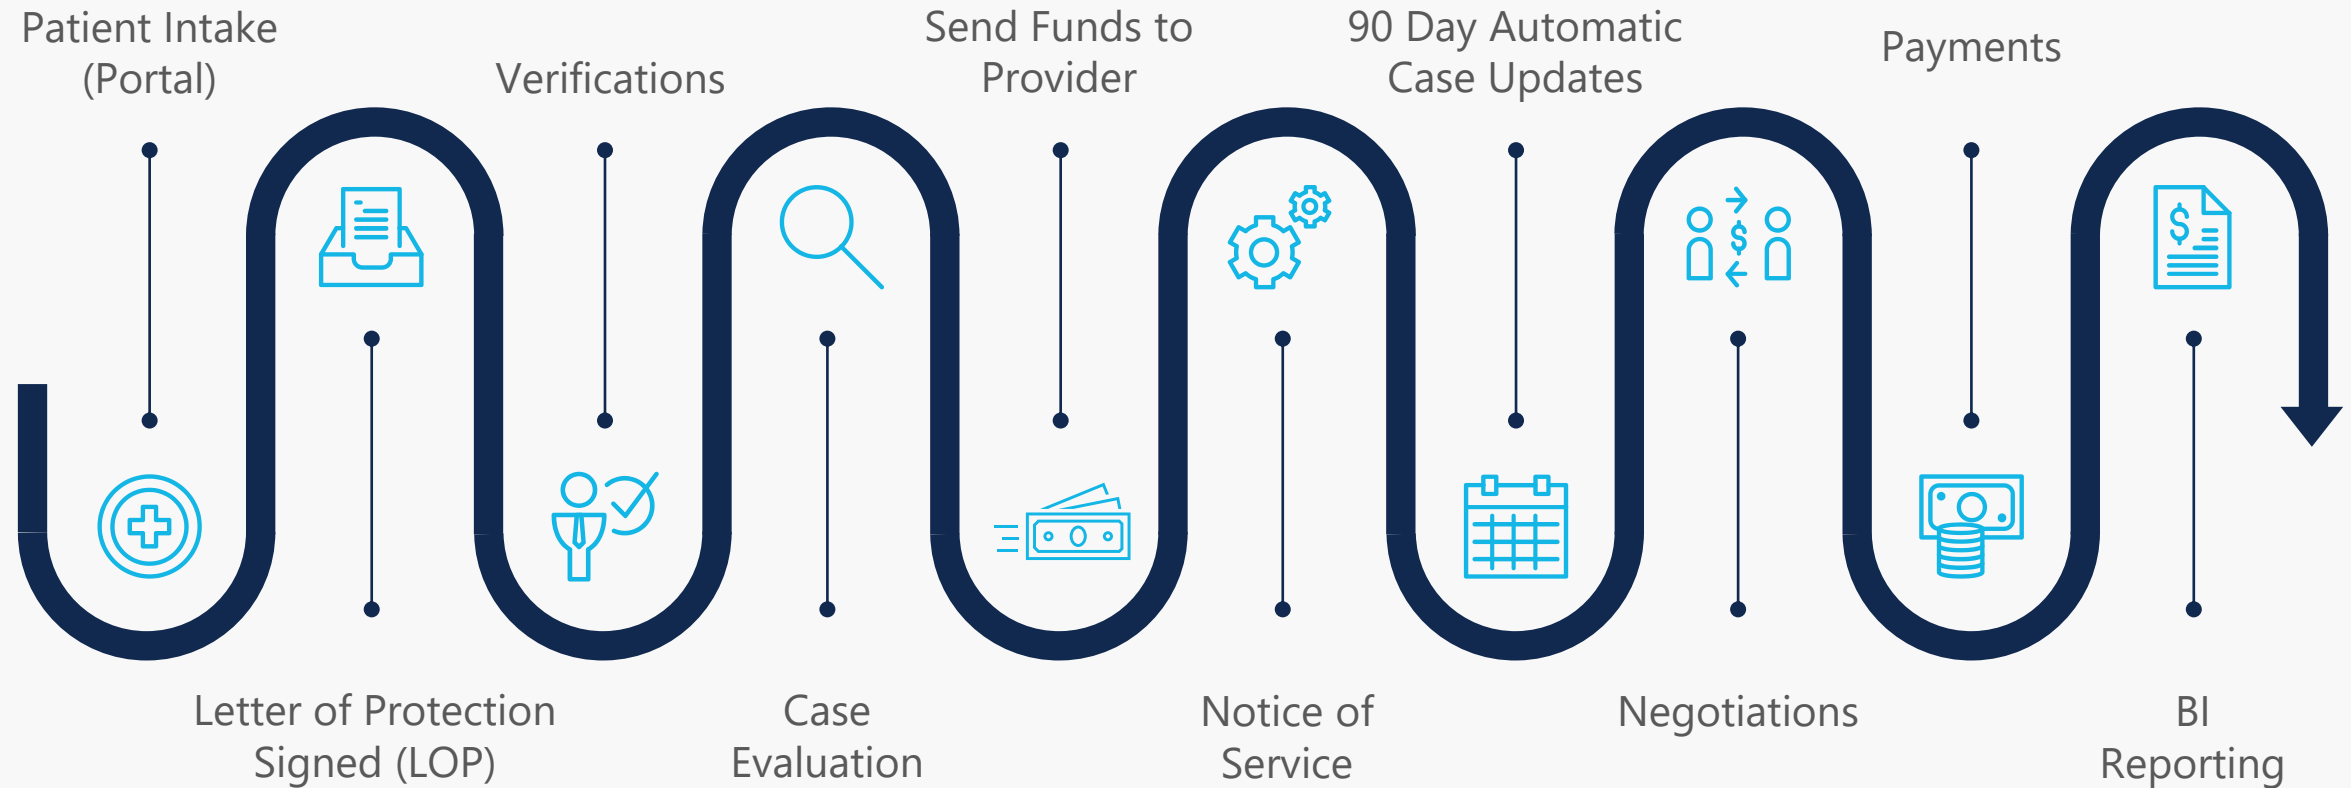 Patient Intake
(Portal)
Letter of Protection
Signed (LOP)
Verifications
Case
Evaluation
Send Funds to
Provider
Notice of
Service
90 Day Automatic
Case Updates
Negotiations
Payments
BI
Reporting